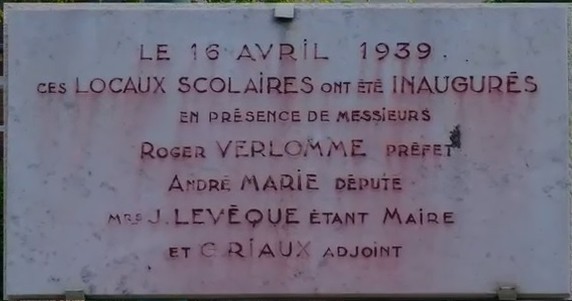 LE 16 AVRIL 1939.
CES LOCAUX SCOLAIRES ONT ÉTÉ INAUGURÉS
EN PRÉSENCE DE MESSIEURS
ROGER VERLOMME PRÉFET
ANDRÉ MARIE DÉPUTÉ
MRS J. LEVÊQUE ÉTANT MAIRE
ET C. RIAUX ADJOINT